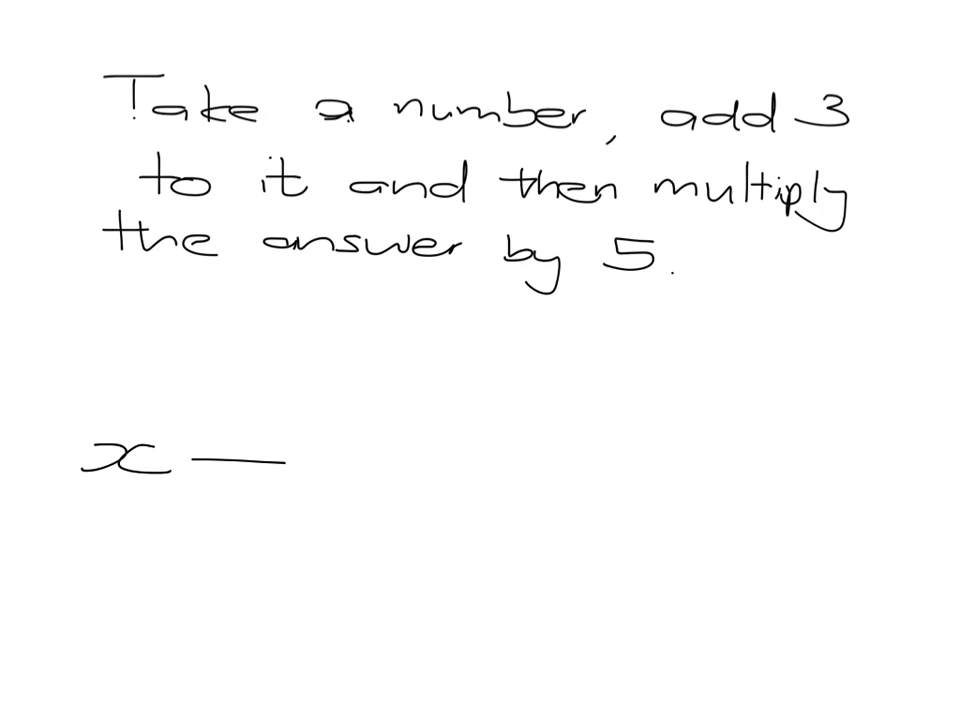 Take a number, add 3
to it and then multiply
the answer by 5.
x —